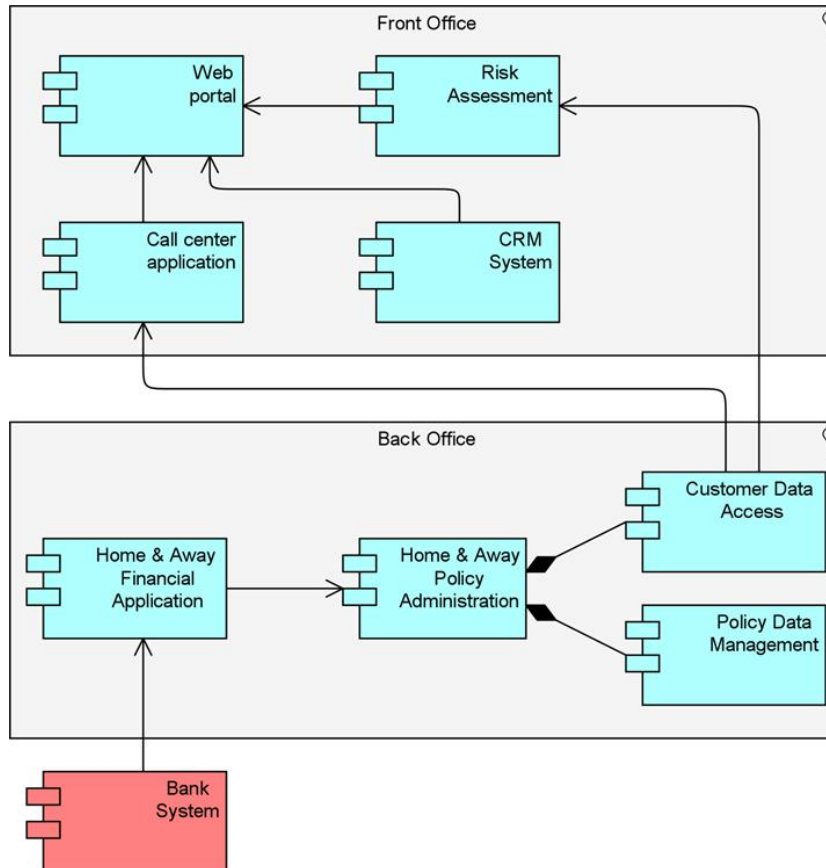 Front Office
Web
portal
Risk
Assessment
Call center
application
CRM
System
Back Office
Customer Data
Access
Home & Away
Financial
Application
Home & Away
Policy
Administration
Policy Data
Management
Bank
System